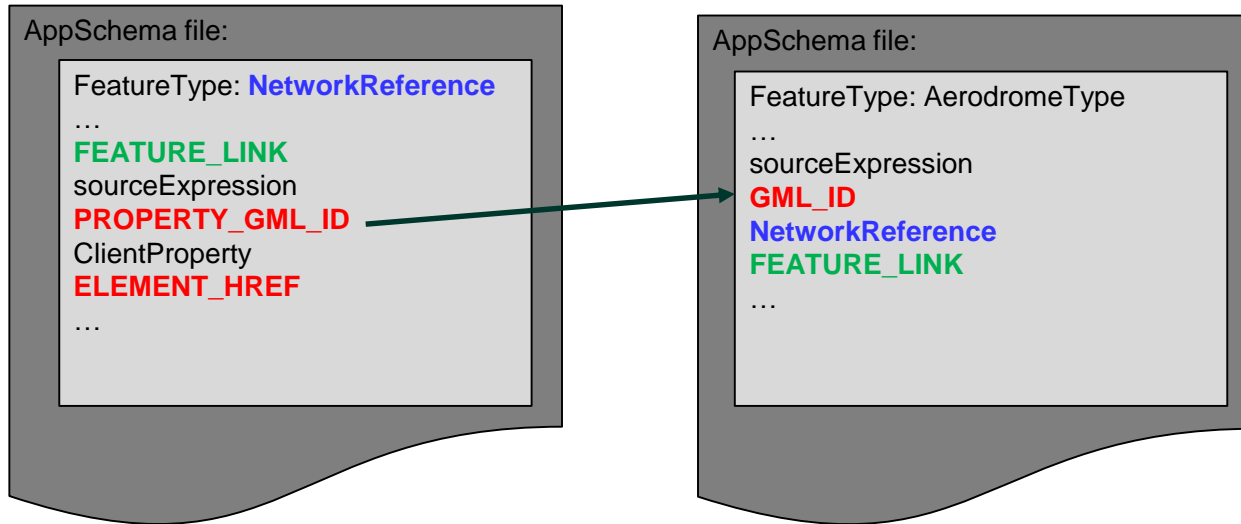 AppSchema file:
FeatureType: NetworkReference
…
FEATURE_LINK
sourceExpression
PROPERTY_GML_ID
ClientProperty
ELEMENT_HREF
…
AppSchema file:
FeatureType: AerodromeType
…
sourceExpression
GML_ID
NetworkReference
FEATURE_LINK
…